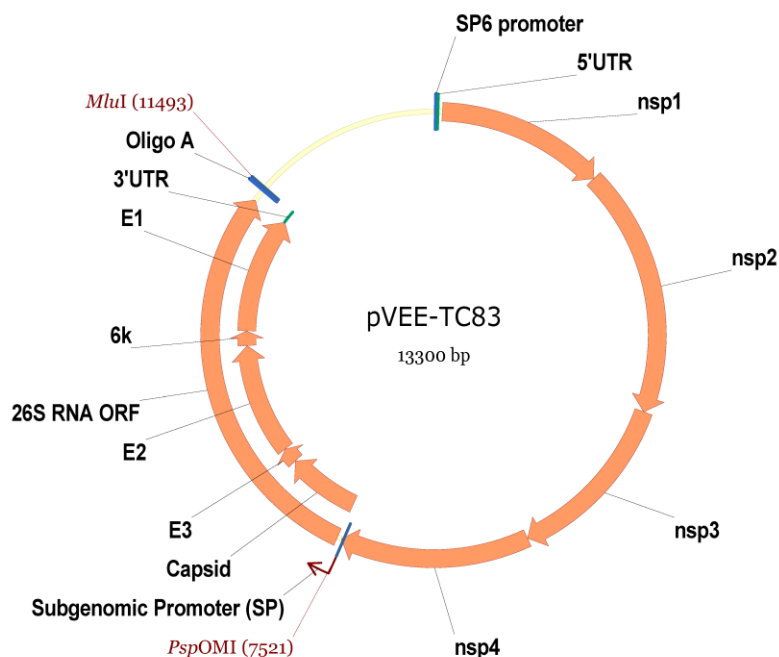 SP6 promoter
5'UTR
nsp1
MluI (11493)
Oligo A
3'UTR
E1
nsp2
pVEE-TC83
13300 bp
6k
26S RNA ORF
E2
E3
nsp3
Capsid
Subgenomic Promoter (SP)
PspOMI (7521)
nsp4